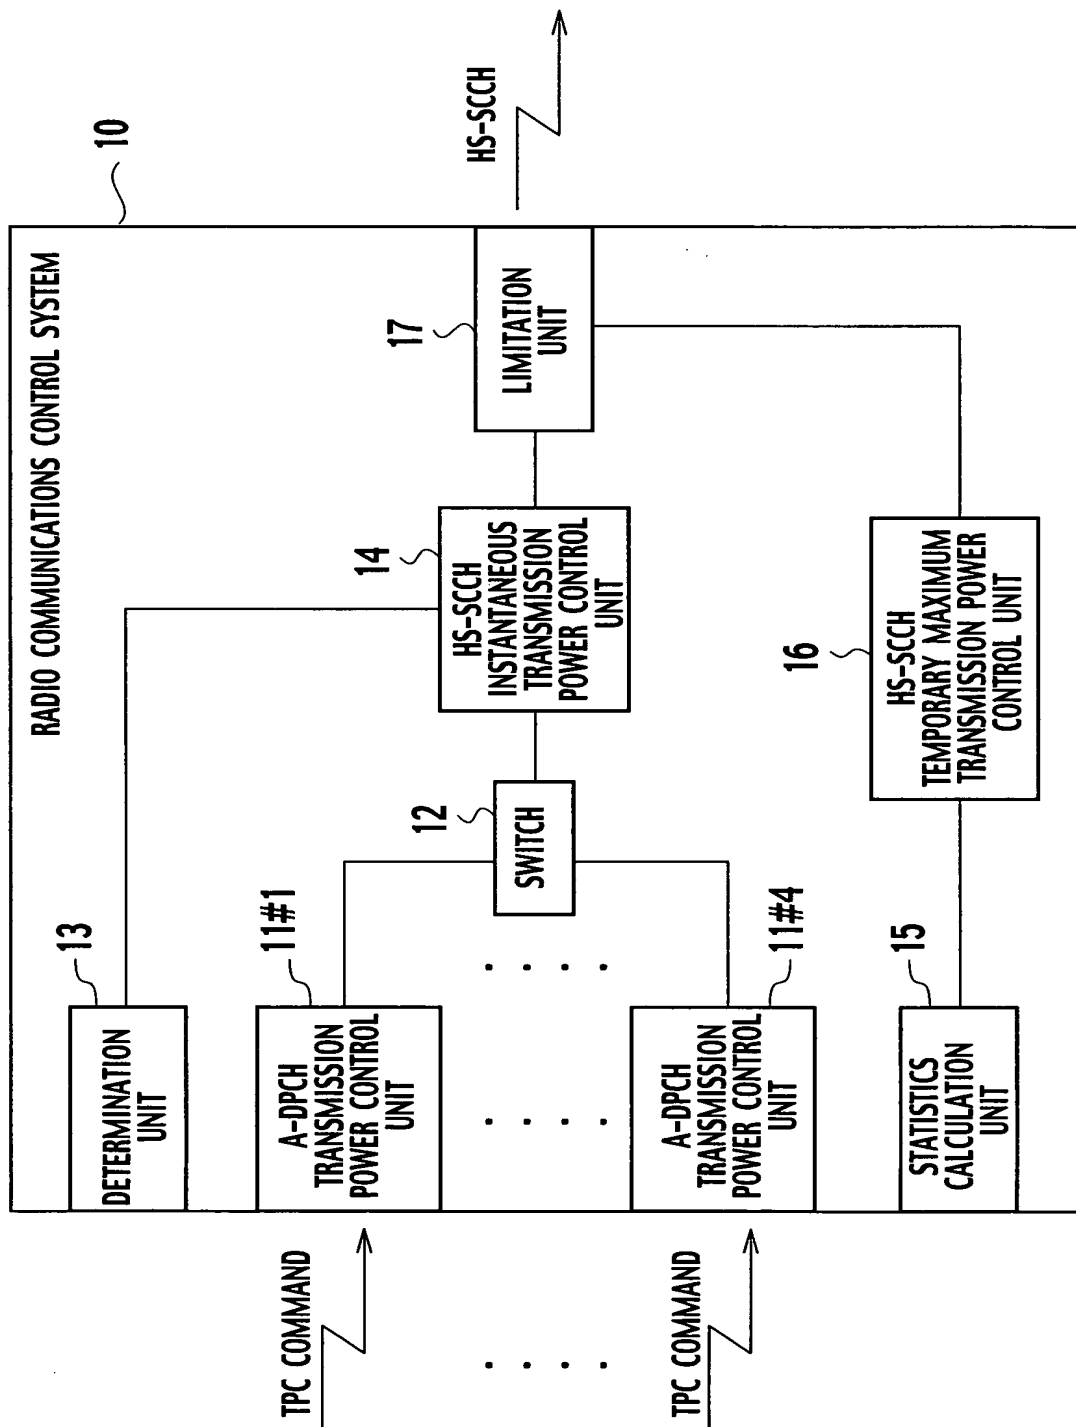 RADIO COMMUNICATIONS CONTROL SYSTEM
10
13
DETERMINATION
UNIT
TPC COMMAND
11#1
A-DPCH
TRANSMISSION
POWER CONTROL
UNIT
12
SWITCH
14
HS-SCCH
INSTANTANEOUS
TRANSMISSION
POWER CONTROL
UNIT
17
LIMITATION
UNIT
HS-SCCH
TPC COMMAND
11#4
A-DPCH
TRANSMISSION
POWER CONTROL
UNIT
15
STATISTICS
CALCULATION
UNIT
16
HS-SCCH
TEMPORARY MAXIMUM
TRANSMISSION POWER
CONTROL UNIT